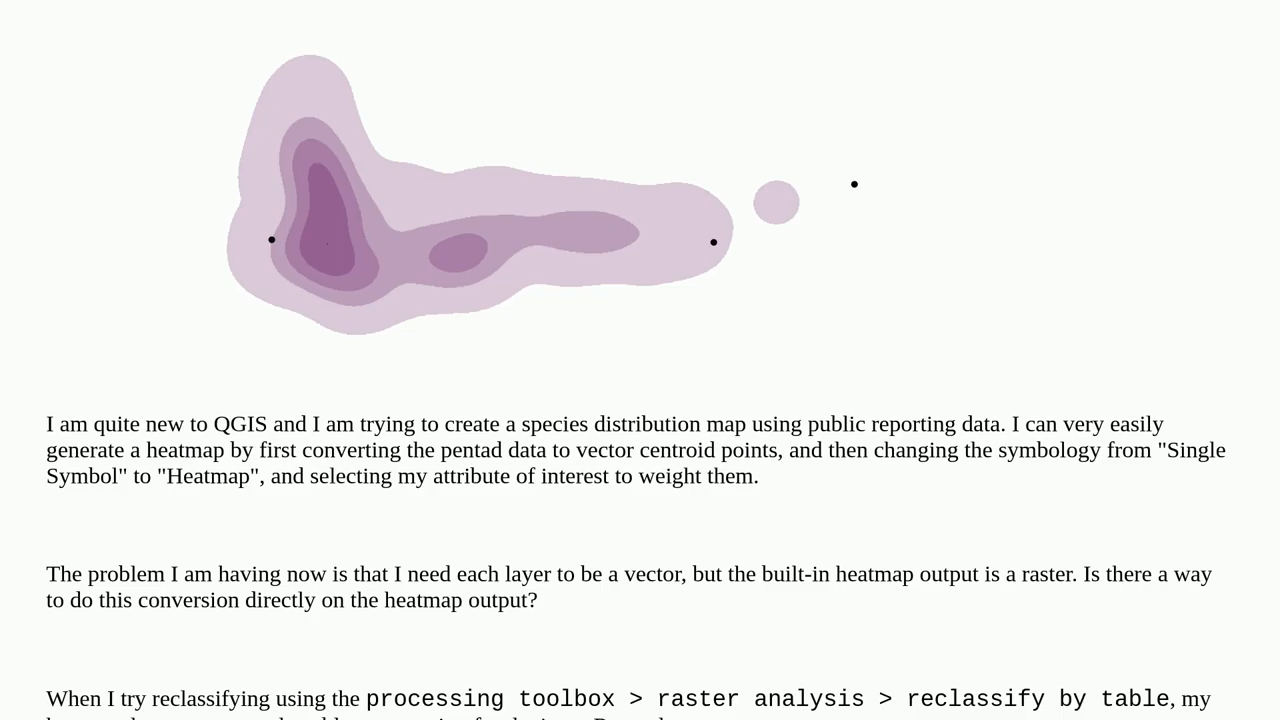 I am quite new to QGIS and I am trying to create a species distribution map using public reporting data. I can very easily
generate a heatmap by first converting the pentad data to vector centroid points, and then changing the symbology from "Single
Symbol" to "Heatmap", and selecting my attribute of interest to weight them.
The problem I am having now is that I need each layer to be a vector, but the built-in heatmap output is a raster. Is there a way
to do this conversion directly on the heatmap output?
When I try reclassifying using the processing toolbox > raster analysis > reclassify by table, my